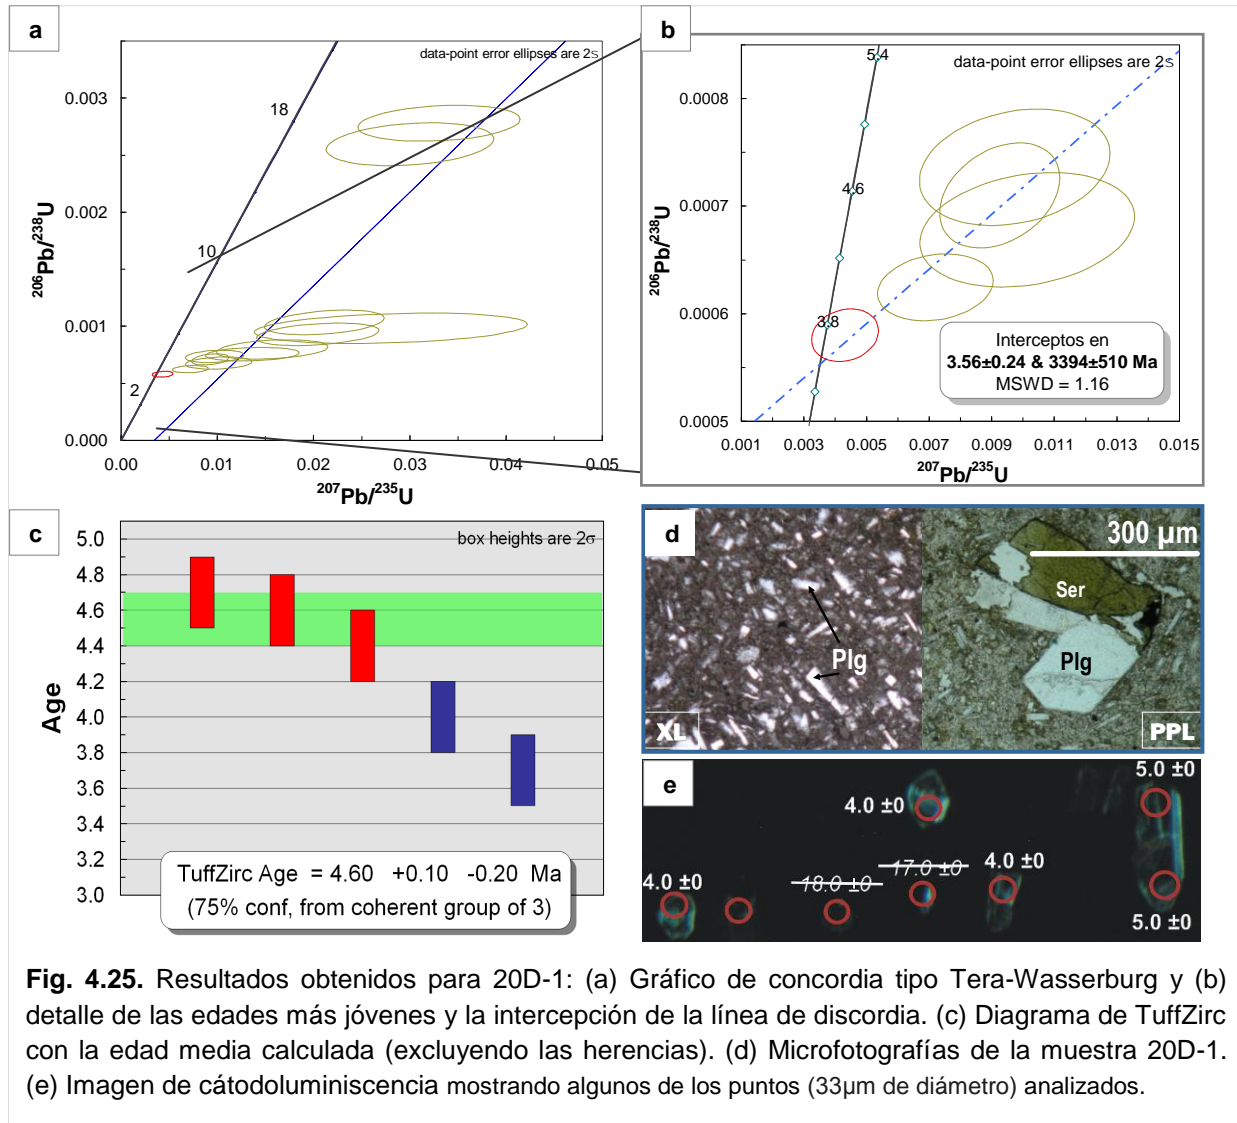 a
data-point error ellipses are 2s
0.003
0.002
0.001
0.000
18
10
2
206Pb/238U
0.00
0.01
0.02
0.03
0.04
0.05
207Pb/235U
b
data-point error ellipses are 2s
0.0008
0.0007
0.0006
0.0005
5.4
4.6
3.8
206Pb/238U
Interceptos en
3.56±0.24 & 3394±510 Ma
MSWD = 1.16
0.001
0.003
0.005
0.007
0.009
0.011
0.013
0.015
207Pb/235U
c
box heights are 2σ
5.0
4.8
4.6
4.4
4.2
4.0
3.8
3.6
3.4
3.2
3.0
Age
TuffZirc Age = 4.60 +0.10 -0.20 Ma
(75% conf, from coherent group of 3)
d
Plg
XL
300 µm
Ser
Plg
PPL
e
4.0 ±0
18.0 ±0
4.0 ±0
17.0 ±0
4.0 ±0
5.0 ±0
5.0 ±0
Fig. 4.25. Resultados obtenidos para 20D-1: (a) Gráfico de concordia tipo Tera-Wasserburg y (b)
detalle de las edades más jóvenes y la intercepción de la línea de discordia. (c) Diagrama de TuffZirc
con la edad media calculada (excluyendo las herencias). (d) Microfotografías de la muestra 20D-1.
(e) Imagen de cátodoluminiscencia mostrando algunos de los puntos (33µm de diámetro) analizados.